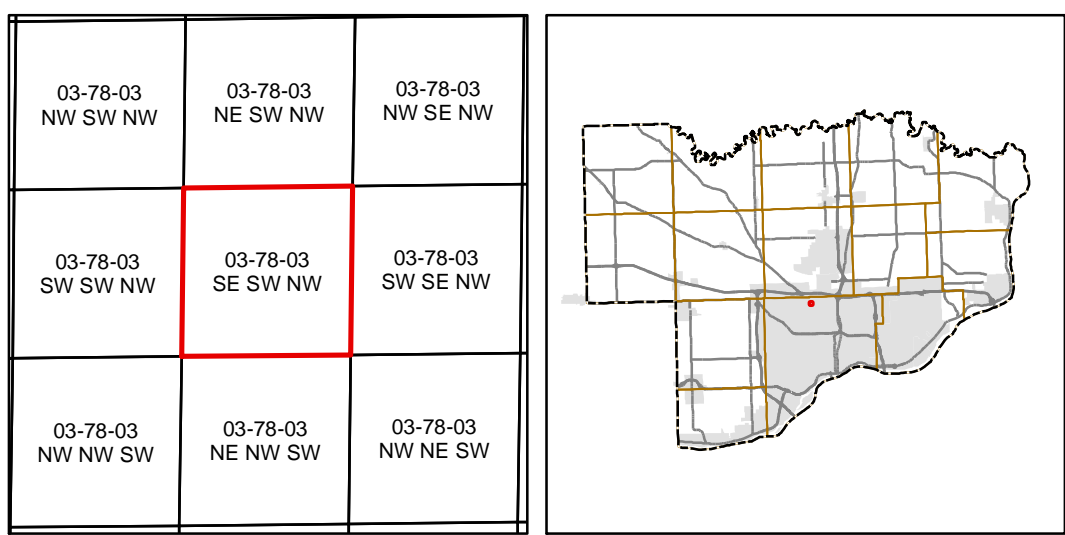 03-78-03
NW SW NW
03-78-03
NE SW NW
03-78-03
NW SE NW
03-78-03
SW SW NW
03-78-03
SE SW NW
03-78-03
SW SE NW
03-78-03
NW NW SW
03-78-03
NE NW SW
03-78-03
NW NE SW